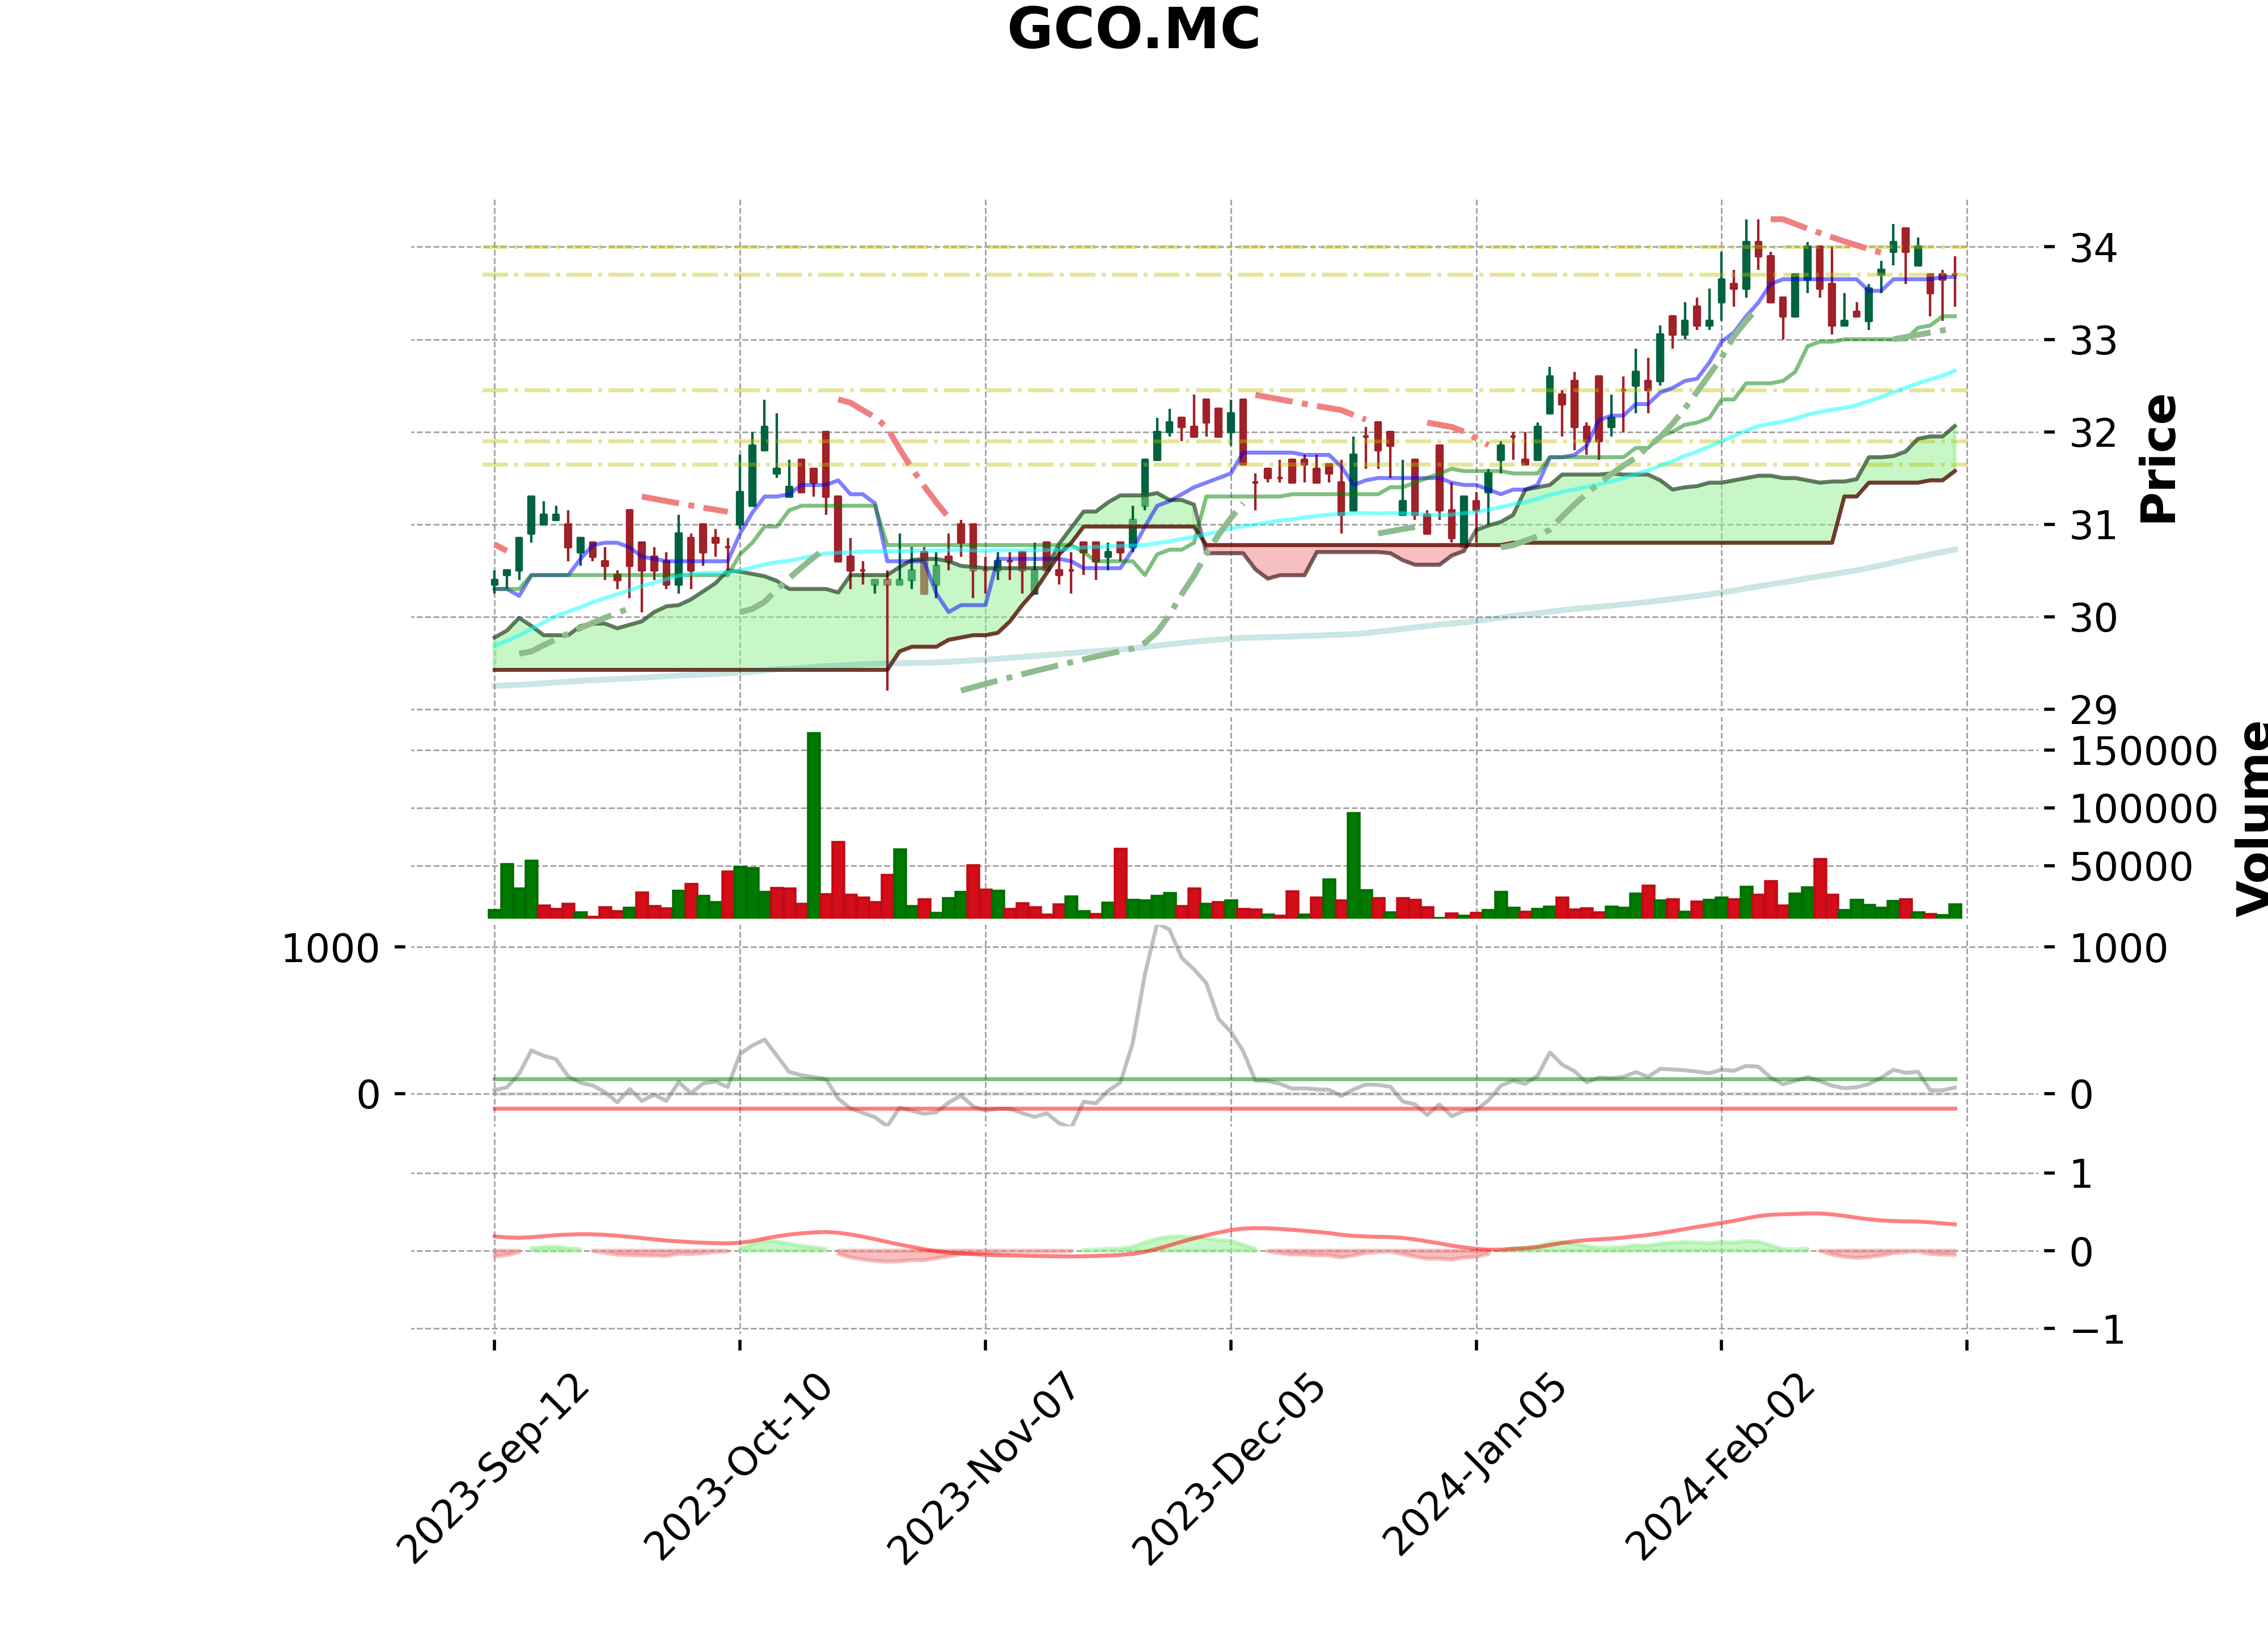 GCO.MC
34
33
32
31
30
29
Price
150000
100000
50000
Volume
1000
1000
0
0
1
0
−1
2023-Sep-12
2023-Oct-10
2023-Nov-07
2023-Dec-05
2024-Jan-05
2024-Feb-02